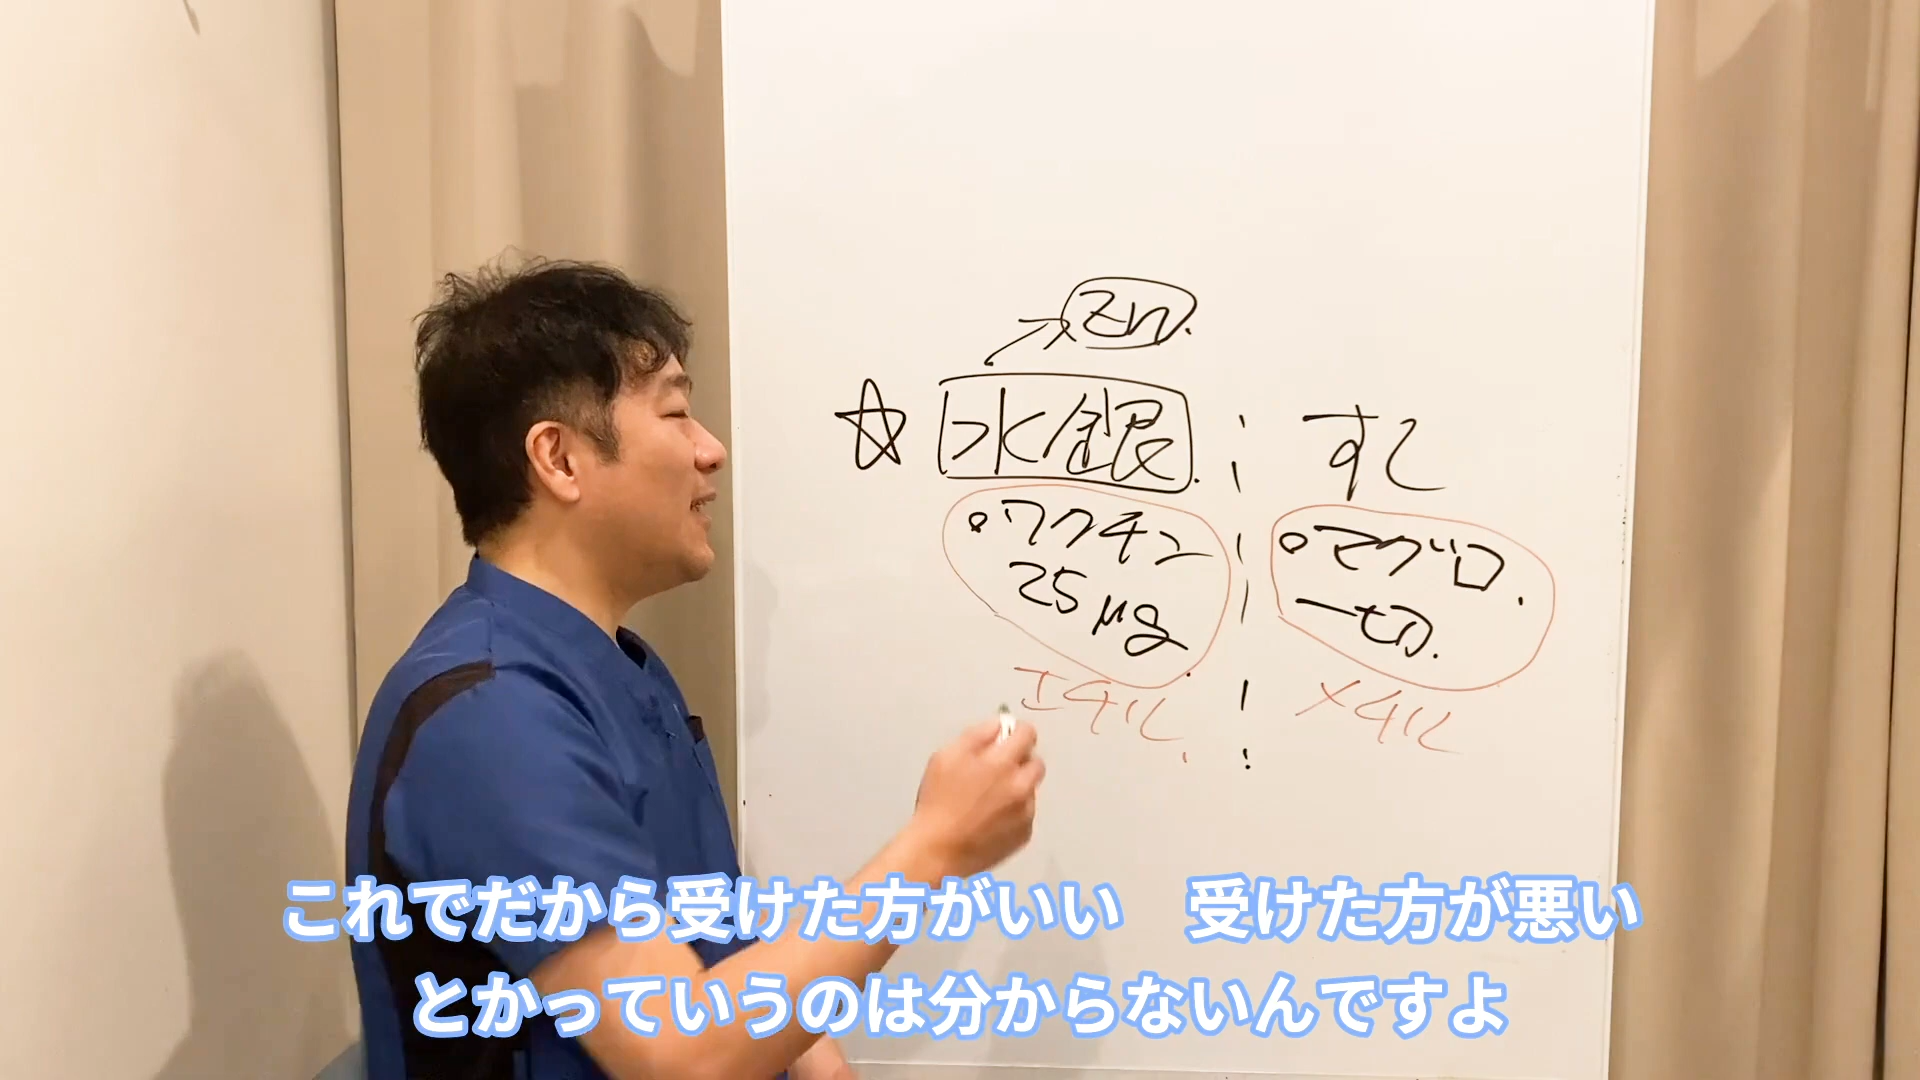 Zn.
☆ 水銀. すし
・ワクチン 25μg
・マグロ. 一切.
エチル. メチル
これでだから受けた方がいい 受けた方が悪い
とかっていうのは分からないんですよ